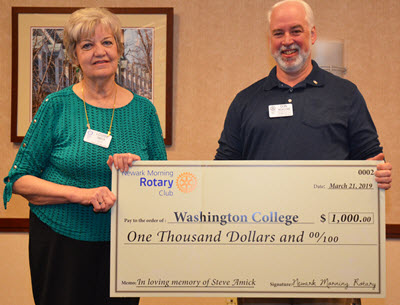 Newark Morning
Rotary
Club
0002
Date: March 21, 2019
Pay to the order of: Washington College $ 1,000.00
One Thousand Dollars and 00/100
Memo: In loving memory of Steve Amick Signature: Newark Morning Rotary